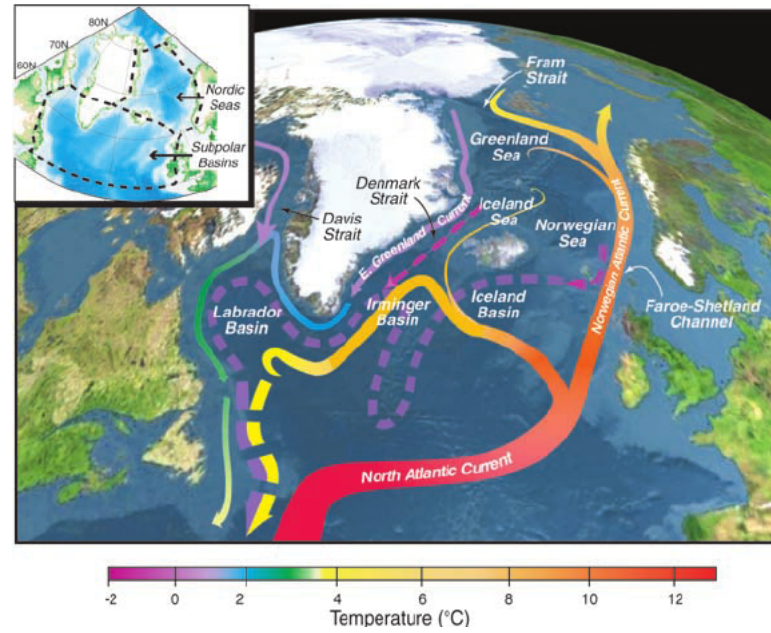 80N
70N
60N
Nordic
Seas
Subpolar
Basins
Fram
Strait
Greenland
Sea
Denmark
Strait
Iceland
Sea
Davis
Strait
Norwegian
Sea
E. Greenland Current
Norwegian Atlantic Current
Labrador
Basin
Irminger
Basin
Iceland
Basin
Faroe-Shetland
Channel
North Atlantic Current
-2 0 2 4 6 8 10 12
Temperature (°C)